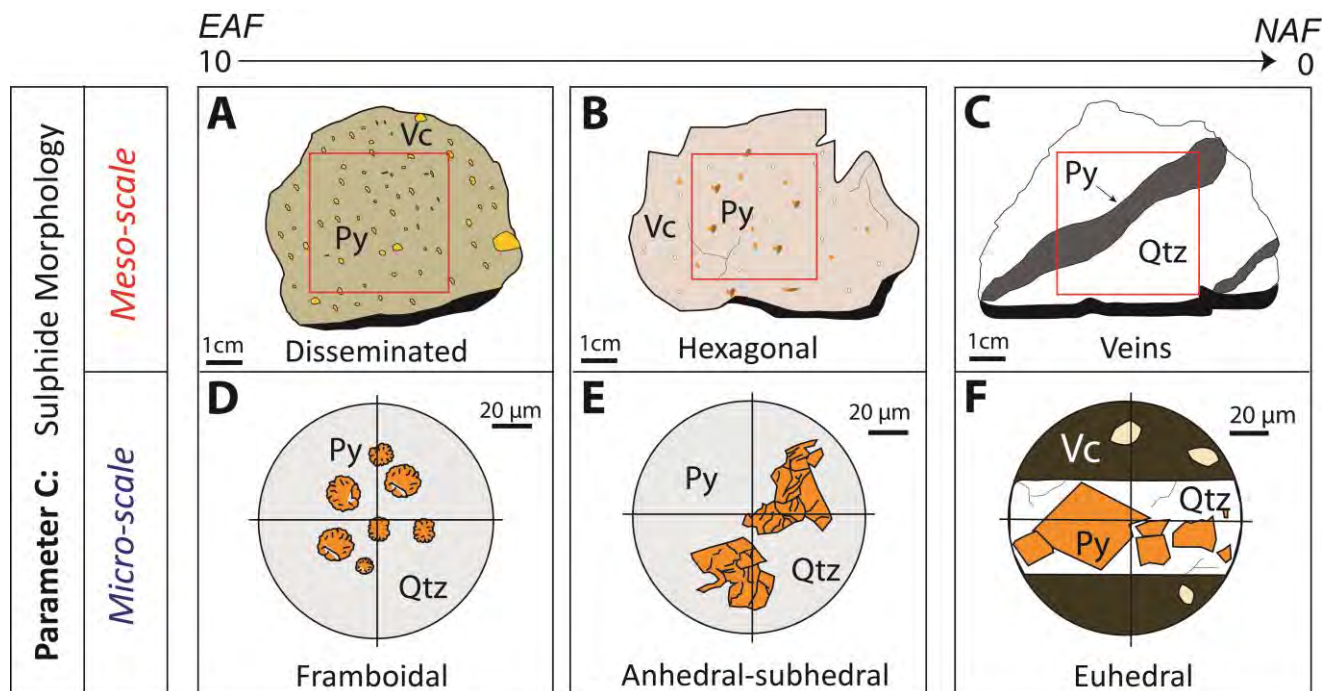 EAF
10
NAF
0
Parameter C: Sulphide Morphology
Meso-scale
Micro-scale
A
Vc
Py
1cm
Disseminated
B
Vc
Py
1cm
Hexagonal
C
Py
Qtz
1cm
Veins
D
20 µm
Py
Qtz
Framboidal
E
20 µm
Py
Qtz
Anhedral-subhedral
F
20 µm
Vc
Qtz
Py
Euhedral